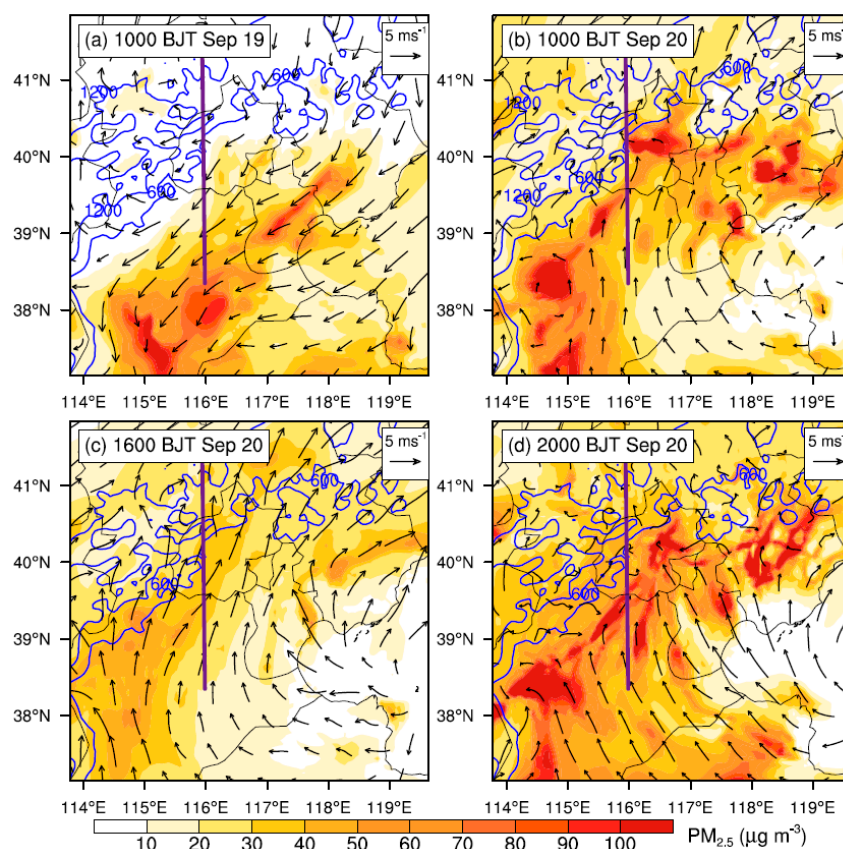 (a) 1000 BJT Sep 19
5 ms⁻¹
(b) 1000 BJT Sep 20
5 ms⁻¹
41°N
40°N
39°N
38°N
1200
600
600
1200
41°N
40°N
39°N
38°N
1200
600
600
1200
114°E 115°E 116°E 117°E 118°E 119°E
114°E 115°E 116°E 117°E 118°E 119°E
(c) 1600 BJT Sep 20
5 ms⁻¹
(d) 2000 BJT Sep 20
5 ms⁻¹
41°N
40°N
39°N
38°N
600
600
41°N
40°N
39°N
38°N
600
600
114°E 115°E 116°E 117°E 118°E 119°E
114°E 115°E 116°E 117°E 118°E 119°E
10 20 30 40 50 60 70 80 90 100 PM₂.₅ (µg m⁻³)